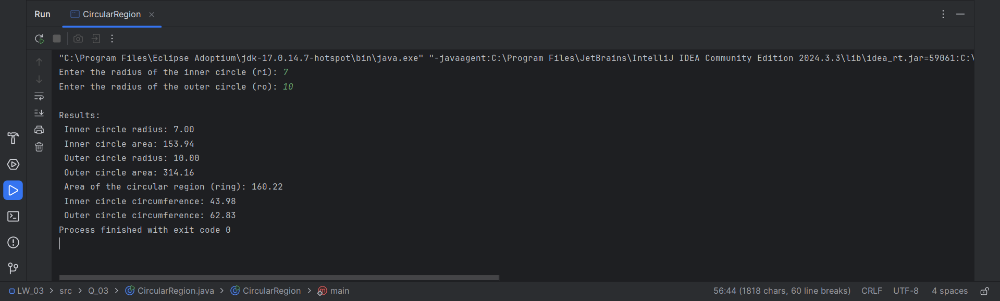 Run CircularRegion
"C:\Program Files\Eclipse Adoptium\jdk-17.0.14.7-hotspot\bin\java.exe" "-javaagent:C:\Program Files\JetBrains\IntelliJ IDEA Community Edition 2024.3.3\lib\idea_rt.jar=59061:C:\
Enter the radius of the inner circle (ri): 7
Enter the radius of the outer circle (ro): 10
Results:
Inner circle radius: 7.00
Inner circle area: 153.94
Outer circle radius: 10.00
Outer circle area: 314.16
Area of the circular region (ring): 160.22
Inner circle circumference: 43.98
Outer circle circumference: 62.83
Process finished with exit code 0
LW_03 > src > Q_03 > CircularRegion.java > CircularRegion > main 56:44 (1818 chars, 60 line breaks) CRLF UTF-8 4 spaces